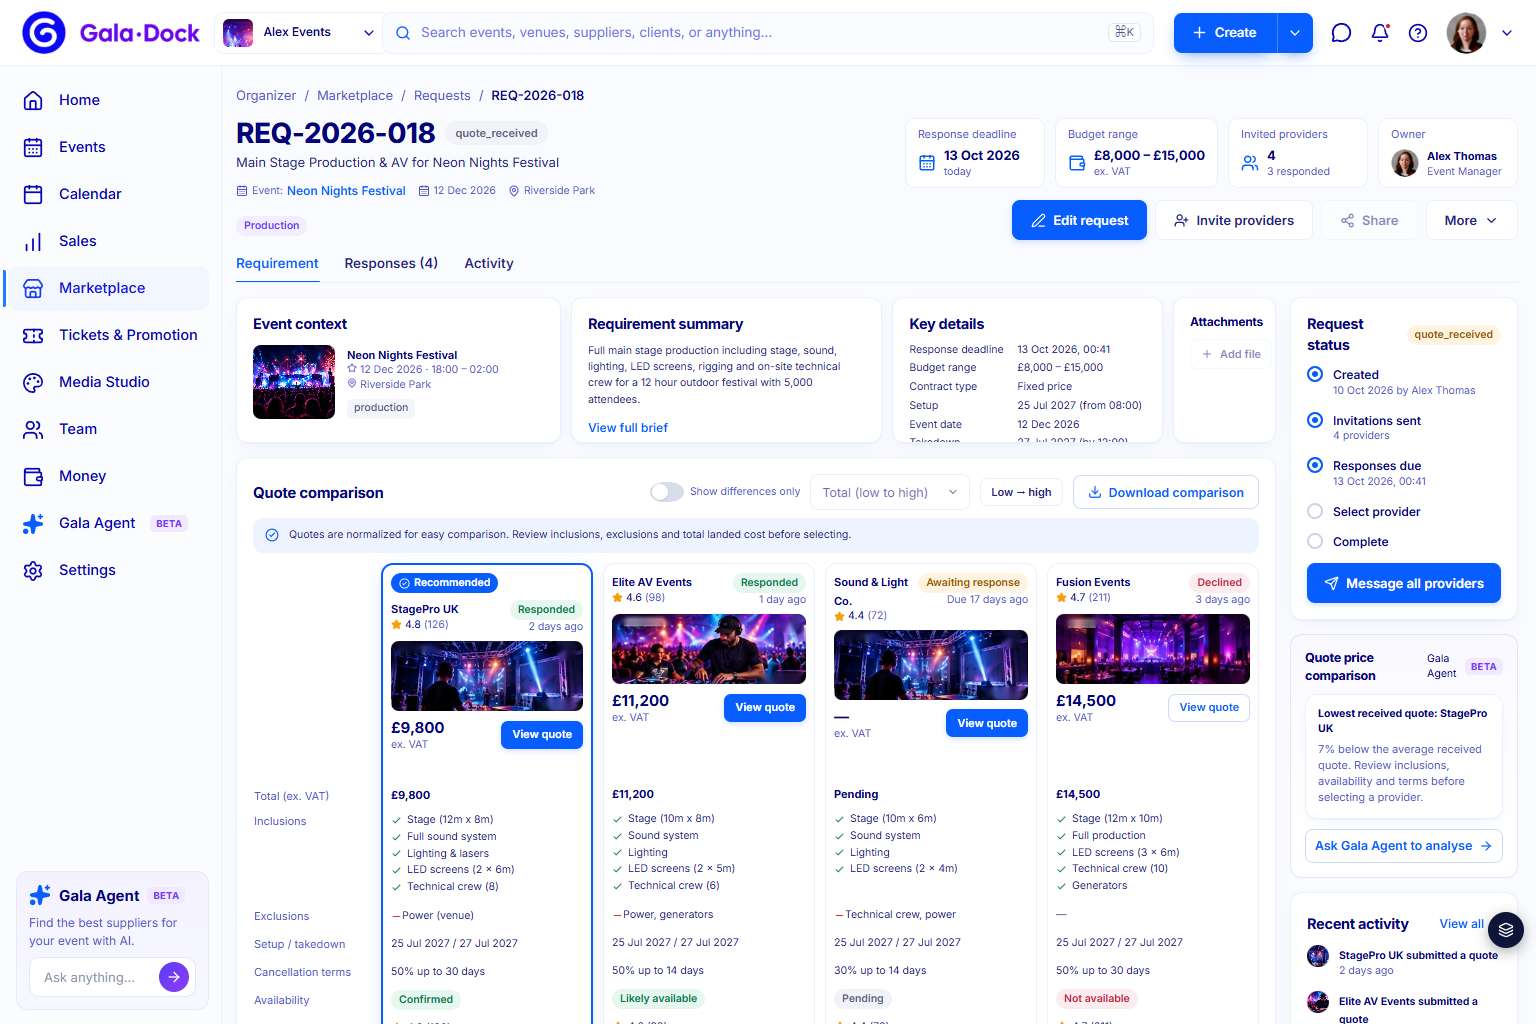 Gala·Dock
Alex Events
Search events, venues, suppliers, clients, or anything...
⌘K
Create
Home
Events
Calendar
Sales
Marketplace
Tickets & Promotion
Media Studio
Team
Money
Gala Agent BETA
Settings
Gala Agent BETA
Find the best suppliers for
your event with AI.
Ask anything...
Organizer / Marketplace / Requests / REQ-2026-018
REQ-2026-018 quote_received
Main Stage Production & AV for Neon Nights Festival
Event: Neon Nights Festival 12 Dec 2026 Riverside Park
Production
Response deadline
13 Oct 2026
today
Budget range
£8,000 – £15,000
ex. VAT
Invited providers
4
3 responded
Owner
Alex Thomas
Event Manager
Edit request
Invite providers
Share
More
Requirement
Responses (4)
Activity
Event context
Neon Nights Festival
12 Dec 2026 · 18:00 – 02:00
Riverside Park
production
Requirement summary
Full main stage production including stage, sound,
lighting, LED screens, rigging and on-site technical
crew for a 12 hour outdoor festival with 5,000
attendees.
View full brief
Key details
Response deadline 13 Oct 2026, 00:41
Budget range £8,000 – £15,000
Contract type Fixed price
Setup 25 Jul 2027 (from 08:00)
Event date 12 Dec 2026
Takedown 27 Jul 2027 (by 12:00)
Attachments
+ Add file
Request
status
quote_received
Created
10 Oct 2026 by Alex Thomas
Invitations sent
4 providers
Responses due
13 Oct 2026, 00:41
Select provider
Complete
Message all providers
Quote comparison
Show differences only
Total (low to high)
Low → high
Download comparison
Quotes are normalized for easy comparison. Review inclusions, exclusions and total landed cost before selecting.
Recommended
StagePro UK
Responded
4.8 (126)
2 days ago
£9,800
ex. VAT
View quote
Elite AV Events
Responded
4.6 (98)
1 day ago
£11,200
ex. VAT
View quote
Sound & Light
Co.
Awaiting response
Due 17 days ago
4.4 (72)
—
ex. VAT
View quote
Fusion Events
Declined
4.7 (211)
3 days ago
£14,500
ex. VAT
View quote
Total (ex. VAT) £9,800 £11,200 Pending £14,500
Inclusions
Stage (12m x 8m)
Full sound system
Lighting & lasers
LED screens (2 × 6m)
Technical crew (8)
Stage (10m x 8m)
Sound system
Lighting
LED screens (2 × 5m)
Technical crew (6)
Stage (10m x 6m)
Sound system
Lighting
LED screens (2 × 4m)
Stage (12m x 10m)
Full production
LED screens (3 × 6m)
Technical crew (10)
Generators
Exclusions – Power (venue) – Power, generators – Technical crew, power —
Setup / takedown 25 Jul 2027 / 27 Jul 2027 25 Jul 2027 / 27 Jul 2027 25 Jul 2027 / 27 Jul 2027 25 Jul 2027 / 27 Jul 2027
Cancellation terms 50% up to 30 days 50% up to 14 days 30% up to 14 days 50% up to 30 days
Availability Confirmed Likely available Pending Not available
Quote price
comparison
Gala
Agent
BETA
Lowest received quote: StagePro
UK
7% below the average received
quote. Review inclusions,
availability and terms before
selecting a provider.
Ask Gala Agent to analyse
Recent activity
View all
StagePro UK submitted a quote
2 days ago
Elite AV Events submitted a
quote